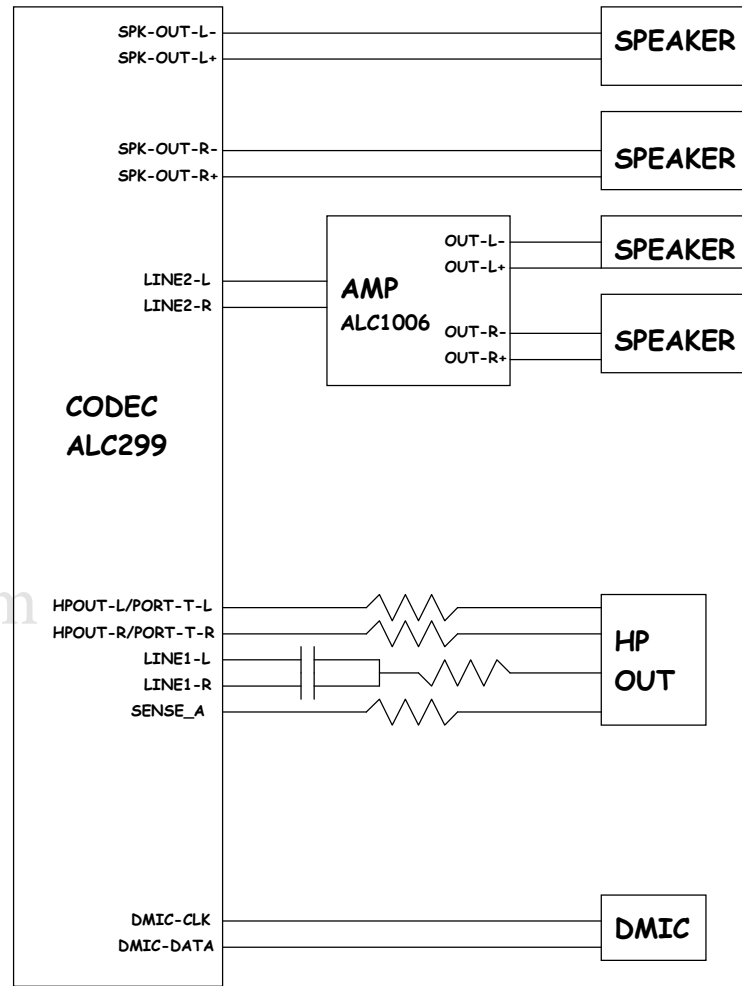 SPK-OUT-L-
SPK-OUT-L+
SPEAKER
SPK-OUT-R-
SPK-OUT-R+
SPEAKER
LINE2-L
LINE2-R
AMP
ALC1006
OUT-L-
OUT-L+
OUT-R-
OUT-R+
SPEAKER
SPEAKER
CODEC
ALC299
HPOUT-L/PORT-T-L
HPOUT-R/PORT-T-R
LINE1-L
LINE1-R
SENSE_A
HP
OUT
DMIC-CLK
DMIC-DATA
DMIC
m